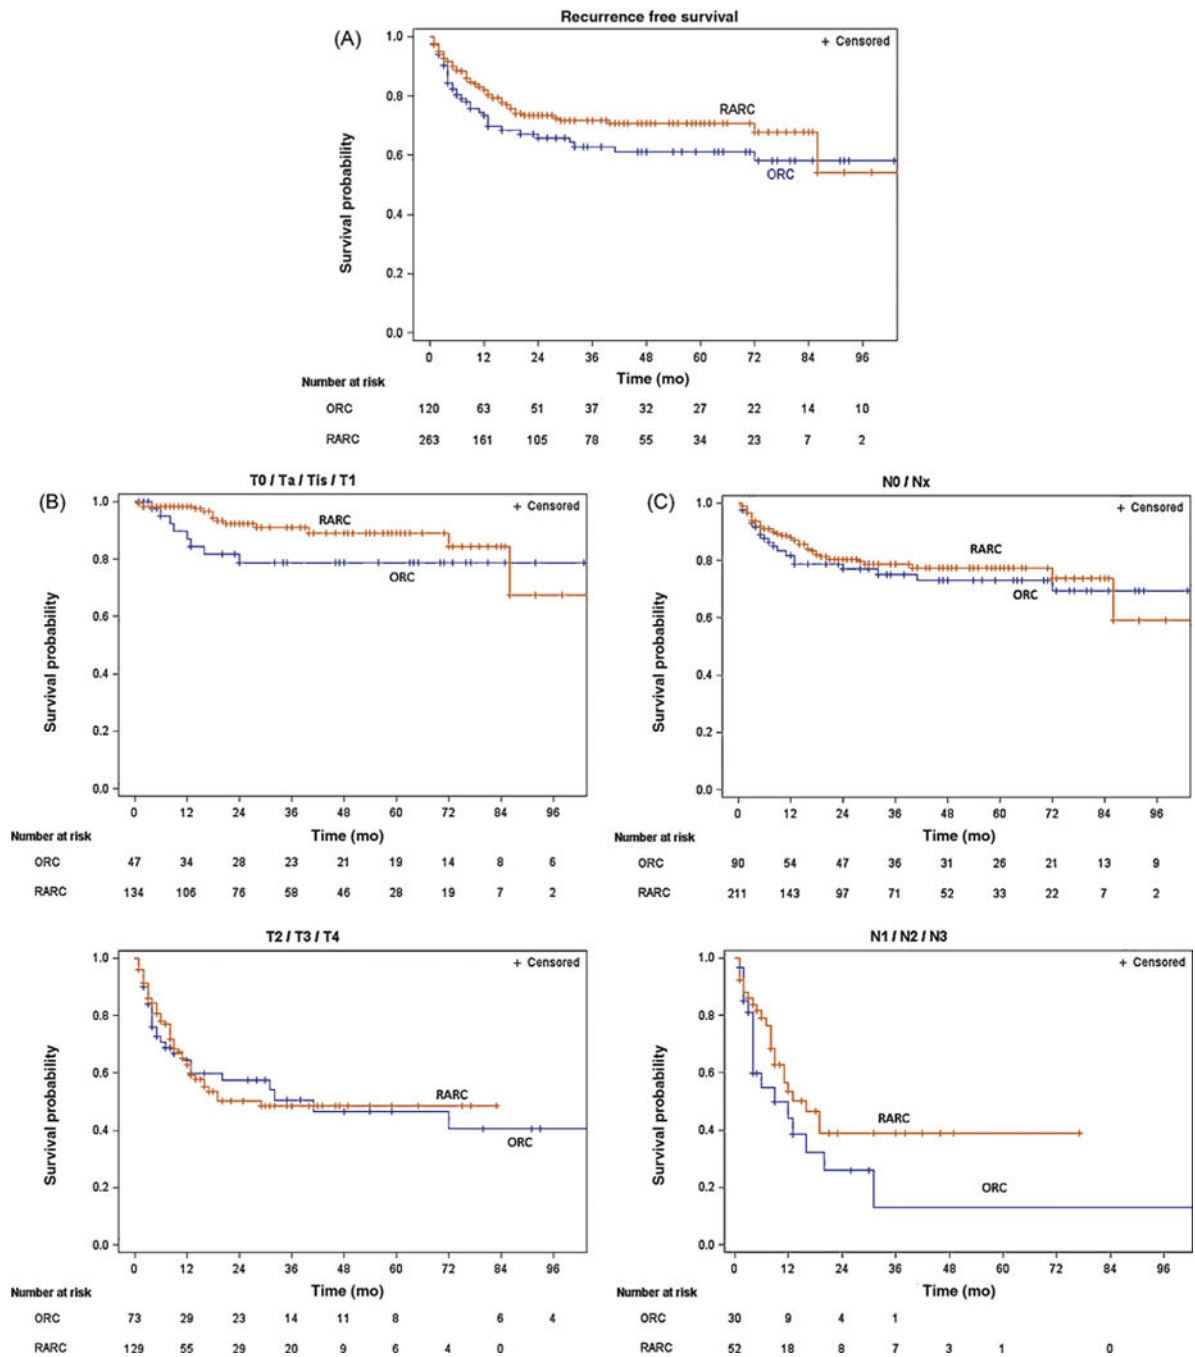 Recurrence free survival
(A)
+ Censored
1.0
0.8
0.6
0.4
0.2
0.0
Survival probability
RARC
ORC
0 12 24 36 48 60 72 84 96
Time (mo)
Number at risk
ORC 120 63 51 37 32 27 22 14 10
RARC 263 161 105 78 55 34 23 7 2
(B)
T0 / Ta / Tis / T1
+ Censored
1.0
0.8
0.6
0.4
0.2
0.0
Survival probability
RARC
ORC
0 12 24 36 48 60 72 84 96
Time (mo)
Number at risk
ORC 47 34 28 23 21 19 14 8 6
RARC 134 106 76 58 46 28 19 7 2
(C)
N0 / Nx
+ Censored
1.0
0.8
0.6
0.4
0.2
0.0
Survival probability
RARC
ORC
0 12 24 36 48 60 72 84 96
Time (mo)
Number at risk
ORC 90 54 47 36 31 26 21 13 9
RARC 211 143 97 71 52 33 22 7 2
T2 / T3 / T4
+ Censored
1.0
0.8
0.6
0.4
0.2
0.0
Survival probability
RARC
ORC
0 12 24 36 48 60 72 84 96
Time (mo)
Number at risk
ORC 73 29 23 14 11 8 6 4
RARC 129 55 29 20 9 6 4 0
N1 / N2 / N3
+ Censored
1.0
0.8
0.6
0.4
0.2
0.0
Survival probability
RARC
ORC
0 12 24 36 48 60 72 84 96
Time (mo)
Number at risk
ORC 30 9 4 1
RARC 52 18 8 7 3 1 0